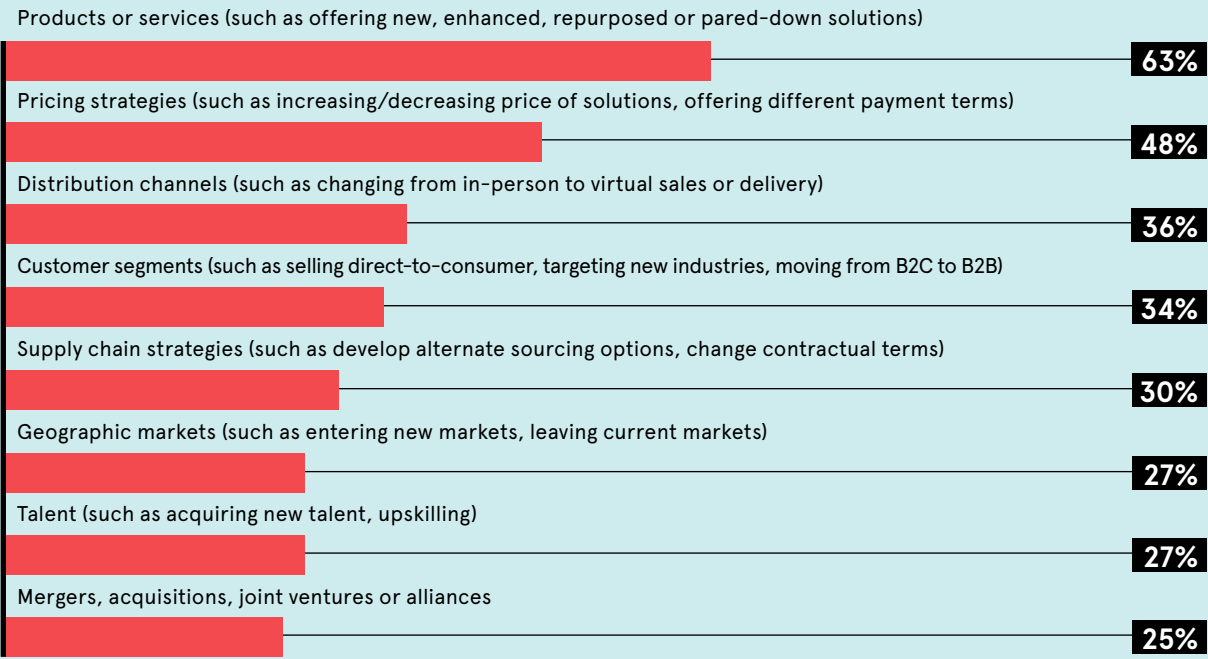 Products or services (such as offering new, enhanced, repurposed or pared-down solutions)
63%
Pricing strategies (such as increasing/decreasing price of solutions, offering different payment terms)
48%
Distribution channels (such as changing from in-person to virtual sales or delivery)
36%
Customer segments (such as selling direct-to-consumer, targeting new industries, moving from B2C to B2B)
34%
Supply chain strategies (such as develop alternate sourcing options, change contractual terms)
30%
Geographic markets (such as entering new markets, leaving current markets)
27%
Talent (such as acquiring new talent, upskilling)
27%
Mergers, acquisitions, joint ventures or alliances
25%